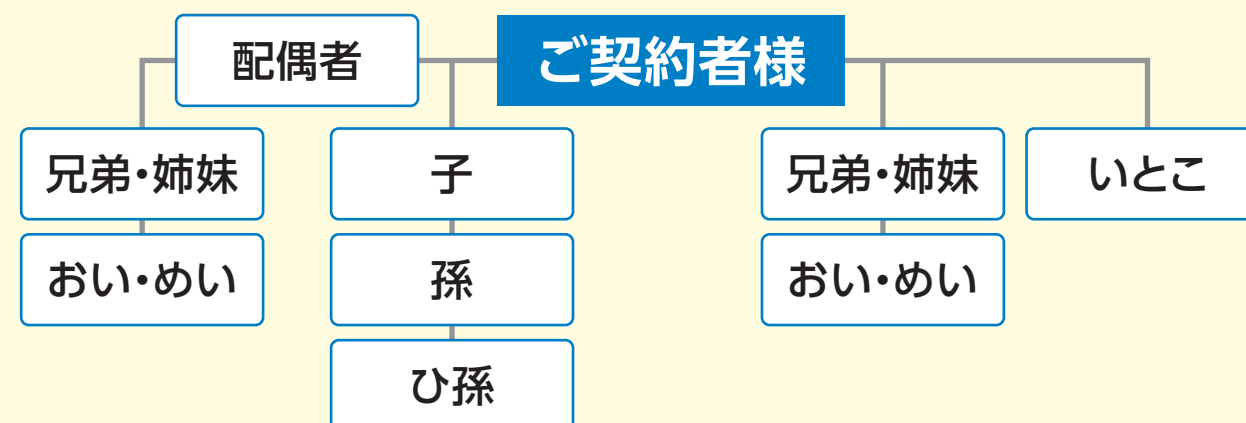 配偶者
ご契約者様
兄弟・姉妹
子
兄弟・姉妹
いとこ
おい・めい
孫
おい・めい
ひ孫